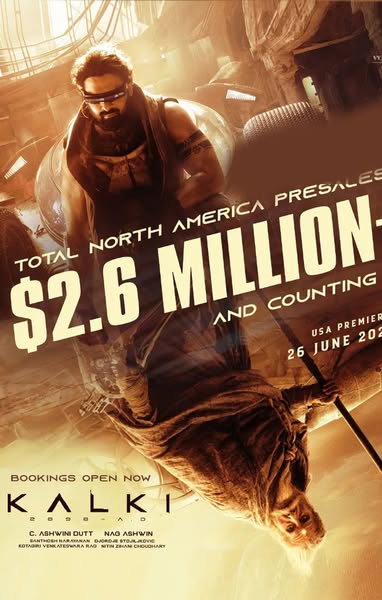 TOTAL NORTH AMERICA PRESALES
$2.6 MILLION+
AND COUNTING
USA PREMIER
26 JUNE 202
BOOKINGS OPEN NOW
KALKI
2898-A.D
C. ASHWINI DUTT NAG ASHWIN
SANTHOSH NARAYANAN DJORDJE STOJILJKOVIC
KOTAGIRI VENKATESWARA RAO NITIN ZIHANI CHOUDHARY